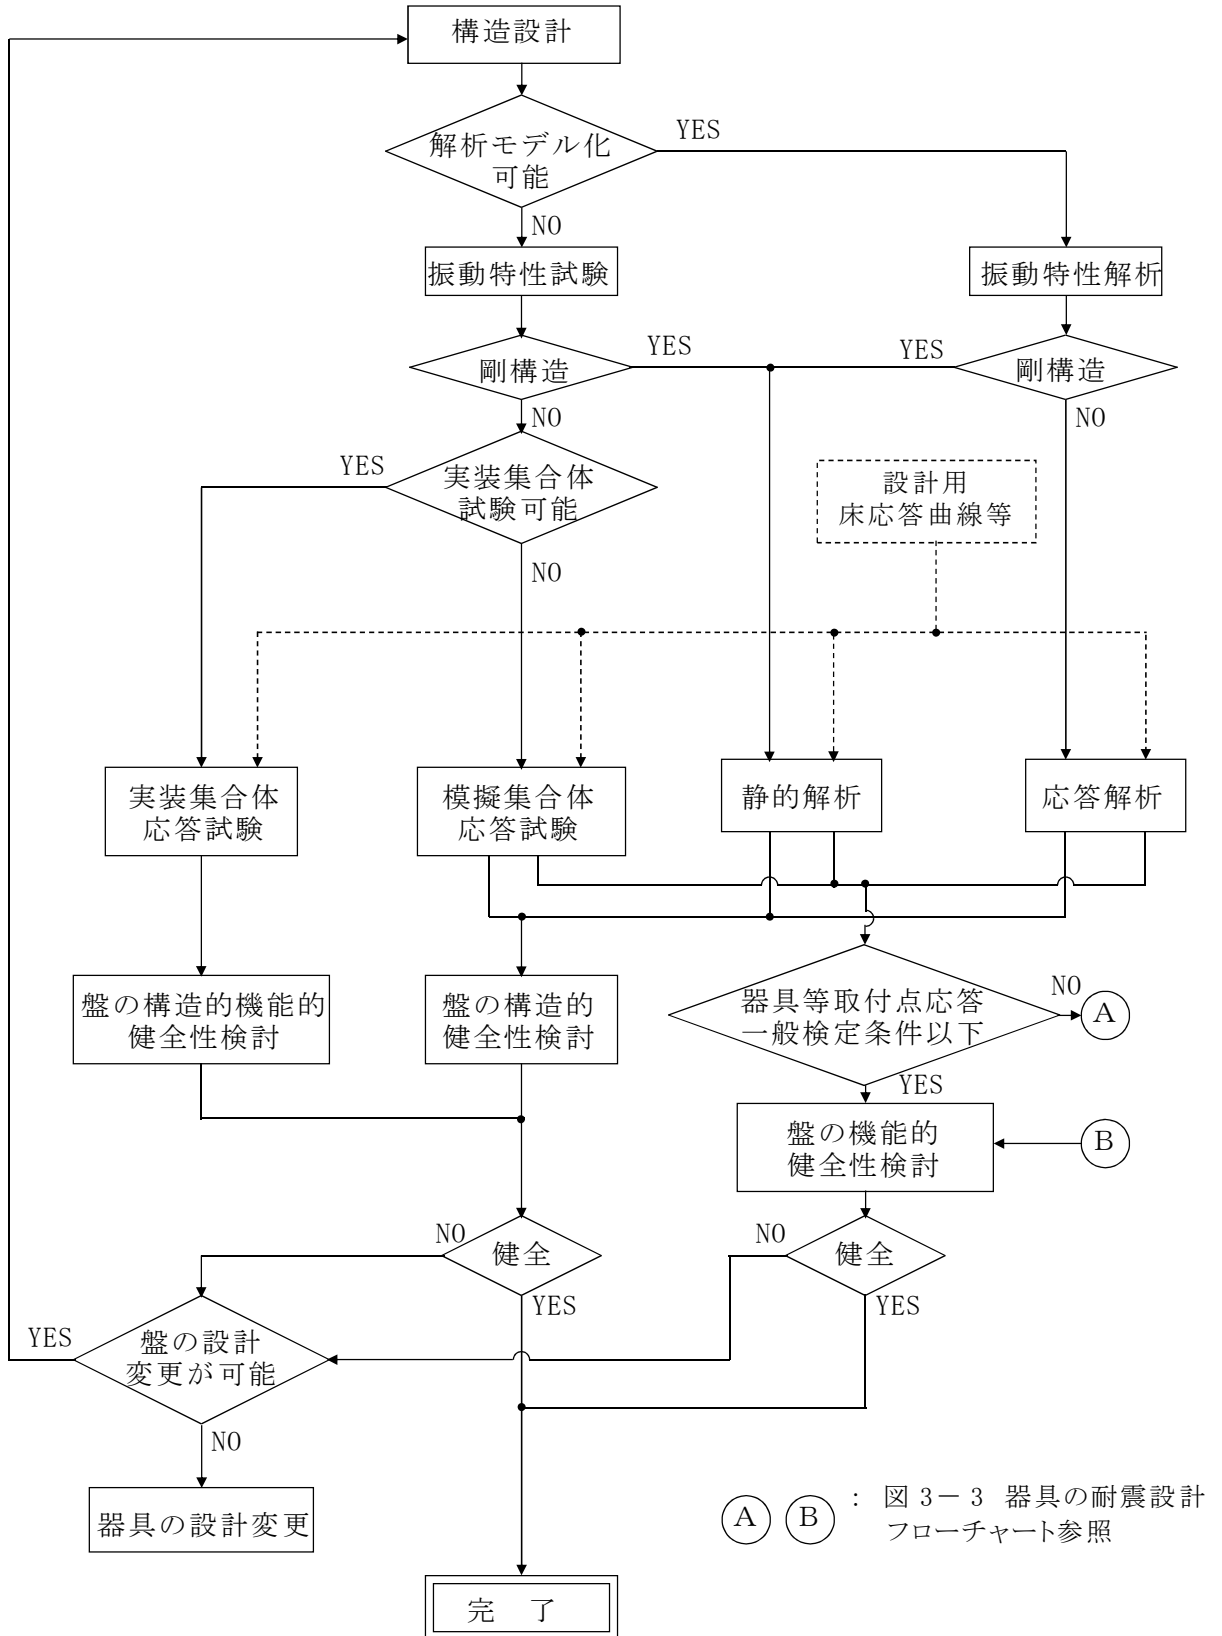 構造設計
解析モデル化
可能
YES
NO
振動特性試験
振動特性解析
剛構造
YES
YES
剛構造
NO
NO
実装集合体
試験可能
YES
NO
設計用
床応答曲線等
実装集合体
応答試験
模擬集合体
応答試験
静的解析
応答解析
盤の構造的機能的
健全性検討
盤の構造的
健全性検討
器具等取付点応答
一般検定条件以下
NO
A
YES
盤の機能的
健全性検討
B
NO
健全
YES
NO
健全
YES
YES
盤の設計
変更が可能
NO
器具の設計変更
A B : 図 3-3 器具の耐震設計
フローチャート参照
完 了